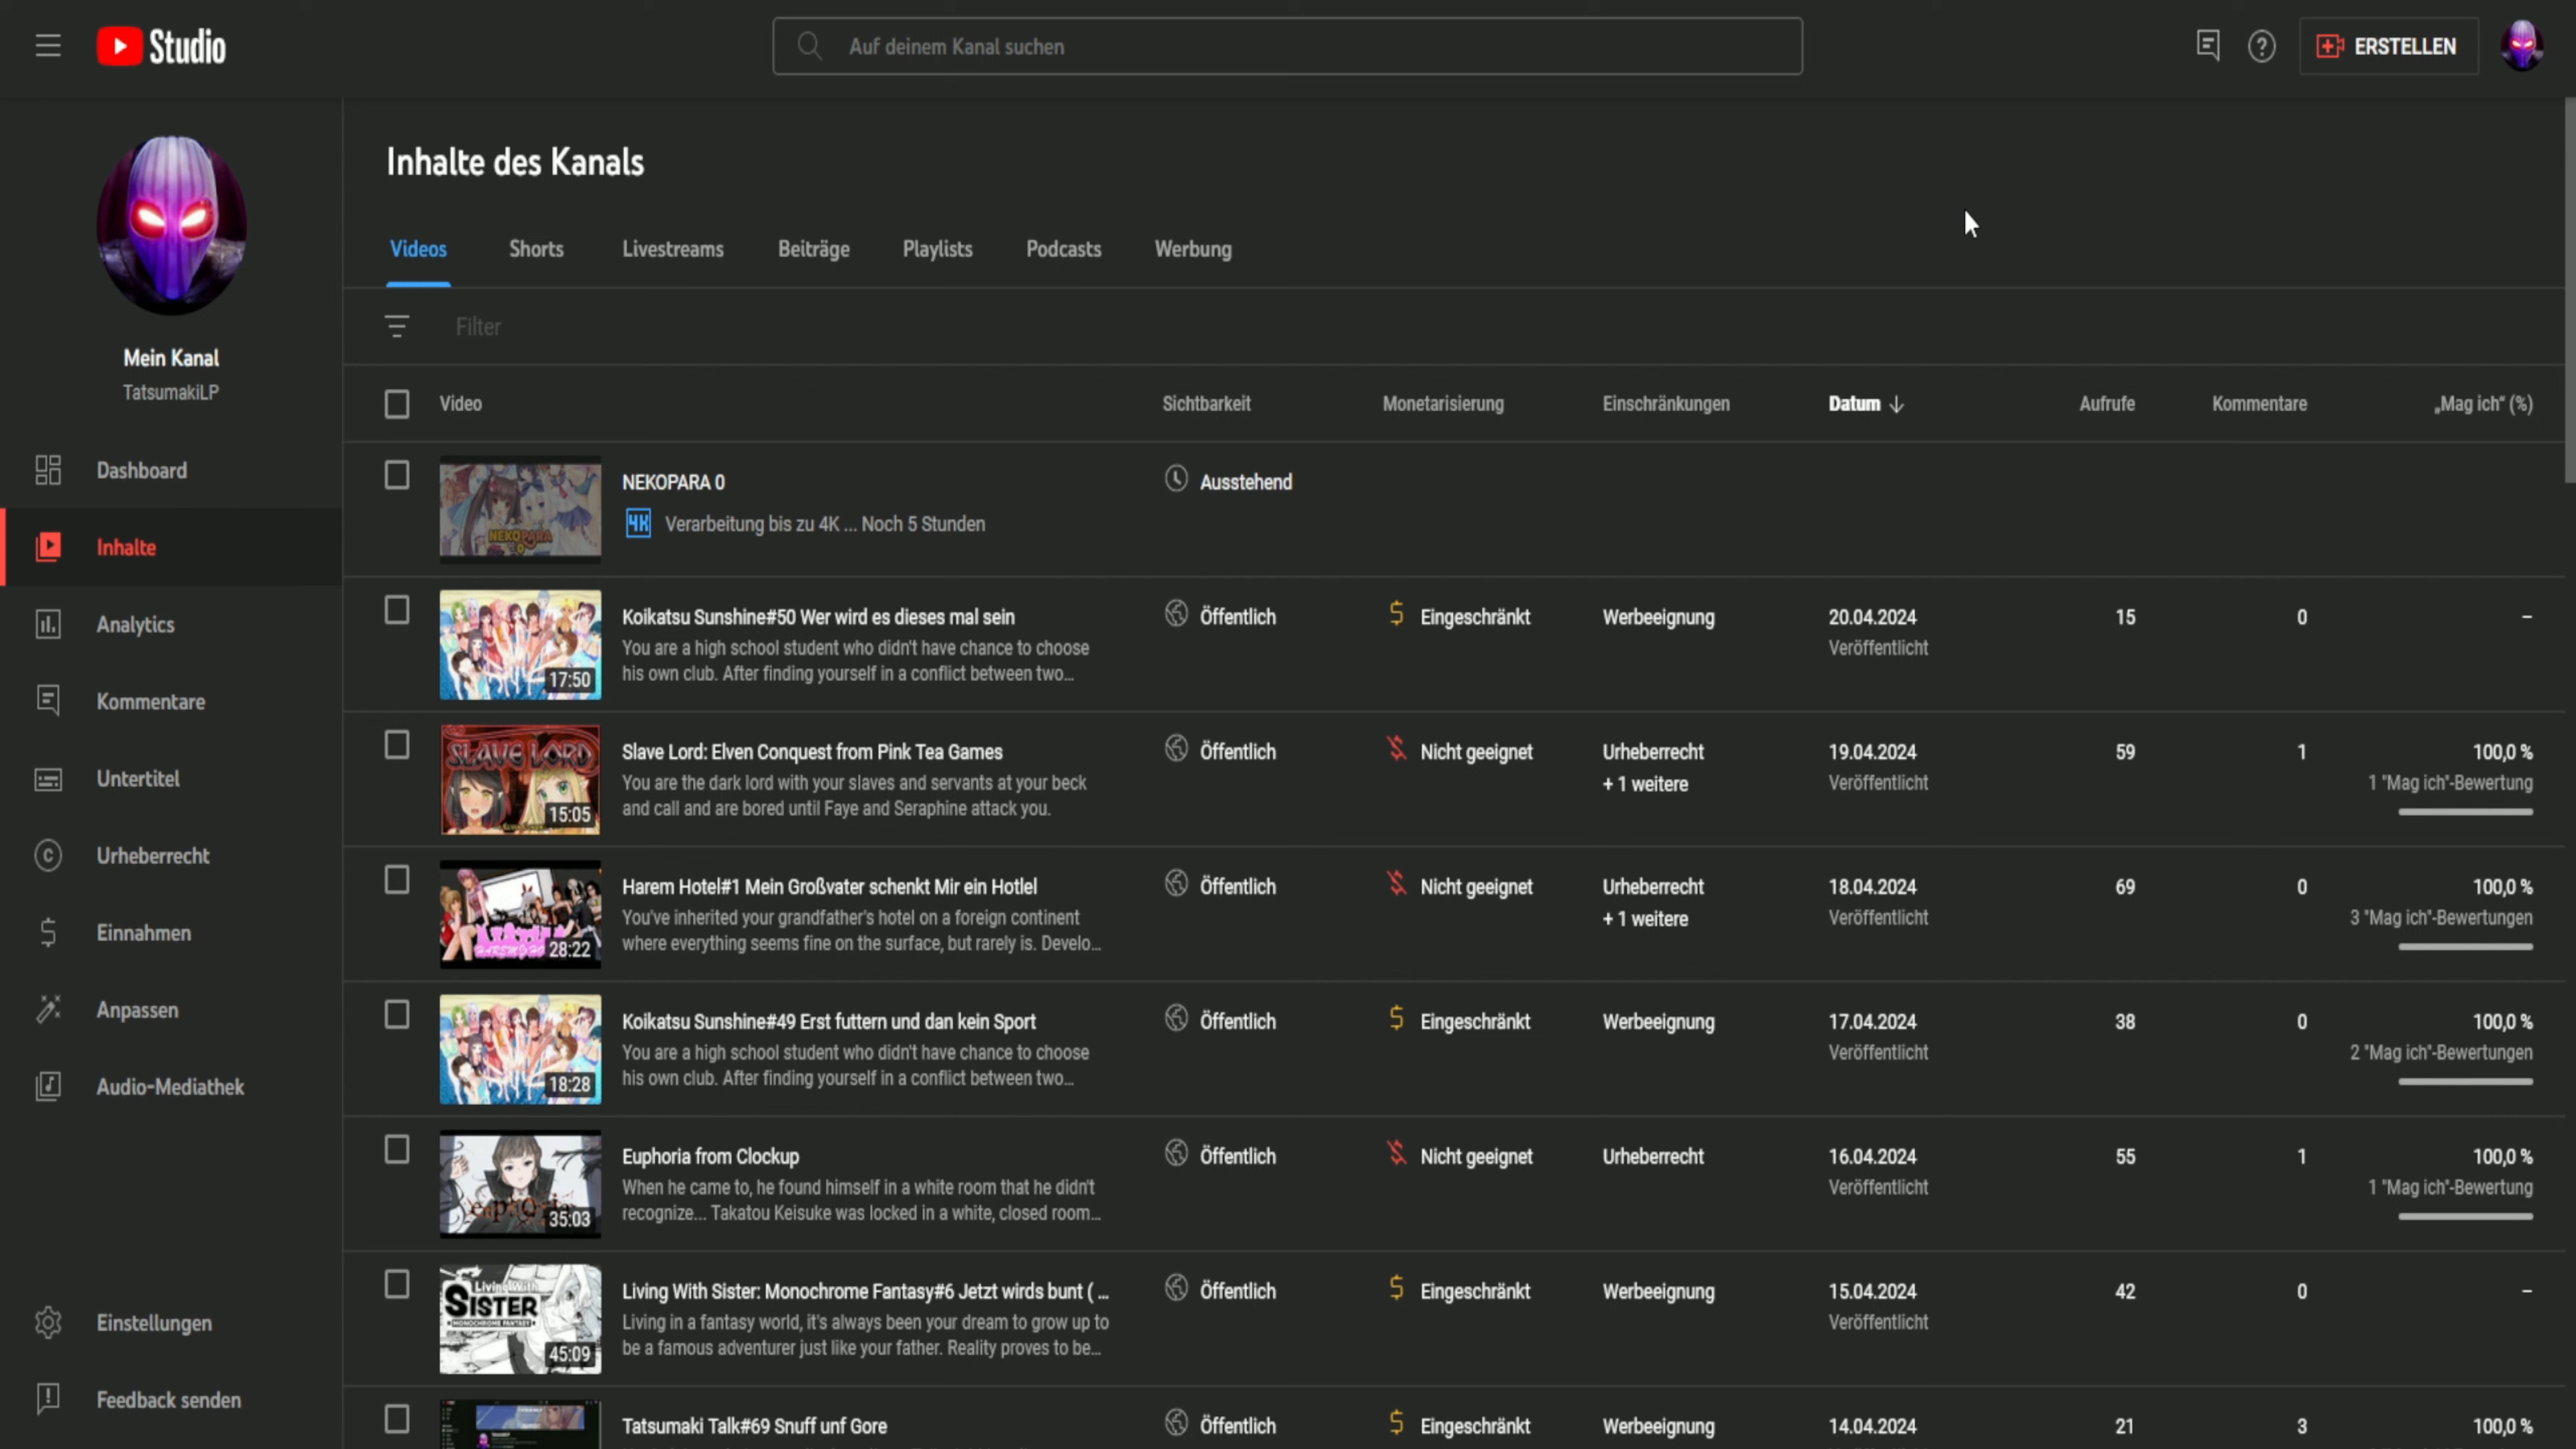 Studio
Auf deinem Kanal suchen
ERSTELLEN
Mein Kanal
TatsumakiLP
Dashboard
Inhalte
Analytics
Kommentare
Untertitel
Urheberrecht
Einnahmen
Anpassen
Audio-Mediathek
Einstellungen
Feedback senden
Inhalte des Kanals
Videos Shorts Livestreams Beiträge Playlists Podcasts Werbung
Filter
Video Sichtbarkeit Monetarisierung Einschränkungen Datum Aufrufe Kommentare „Mag ich“ (%)
NEKOPARA 0
NEKOPARA 0 Ausstehend
4K Verarbeitung bis zu 4K ... Noch 5 Stunden
Koikatsu Sunshine#50 Wer wird es dieses mal sein Öffentlich Eingeschränkt Werbeeignung 20.04.2024 15 0 –
You are a high school student who didn't have chance to choose Veröffentlicht
his own club. After finding yourself in a conflict between two...
17:50
SLAVE LORD
Slave Lord: Elven Conquest from Pink Tea Games Öffentlich Nicht geeignet Urheberrecht 19.04.2024 59 1 100,0 %
You are the dark lord with your slaves and servants at your beck + 1 weitere Veröffentlicht 1 "Mag ich"-Bewertung
and call and are bored until Faye and Seraphine attack you.
15:05
Harem Hotel#1 Mein Großvater schenkt Mir ein Hotlel Öffentlich Nicht geeignet Urheberrecht 18.04.2024 69 0 100,0 %
You've inherited your grandfather's hotel on a foreign continent + 1 weitere Veröffentlicht 3 "Mag ich"-Bewertungen
where everything seems fine on the surface, but rarely is. Develo...
28:22
Koikatsu Sunshine#49 Erst futtern und dan kein Sport Öffentlich Eingeschränkt Werbeeignung 17.04.2024 38 0 100,0 %
You are a high school student who didn't have chance to choose Veröffentlicht 2 "Mag ich"-Bewertungen
his own club. After finding yourself in a conflict between two...
18:28
Euphoria from Clockup Öffentlich Nicht geeignet Urheberrecht 16.04.2024 55 1 100,0 %
When he came to, he found himself in a white room that he didn't Veröffentlicht 1 "Mag ich"-Bewertung
recognize... Takatou Keisuke was locked in a white, closed room...
35:03
Living With
SISTER
MONOCHROME FANTASY
Living With Sister: Monochrome Fantasy#6 Jetzt wirds bunt ( ... Öffentlich Eingeschränkt Werbeeignung 15.04.2024 42 0 –
Living in a fantasy world, it's always been your dream to grow up to Veröffentlicht
be a famous adventurer just like your father. Reality proves to be...
45:09
Tatsumaki Talk#69 Snuff unf Gore Öffentlich Eingeschränkt Werbeeignung 14.04.2024 21 3 100,0 %